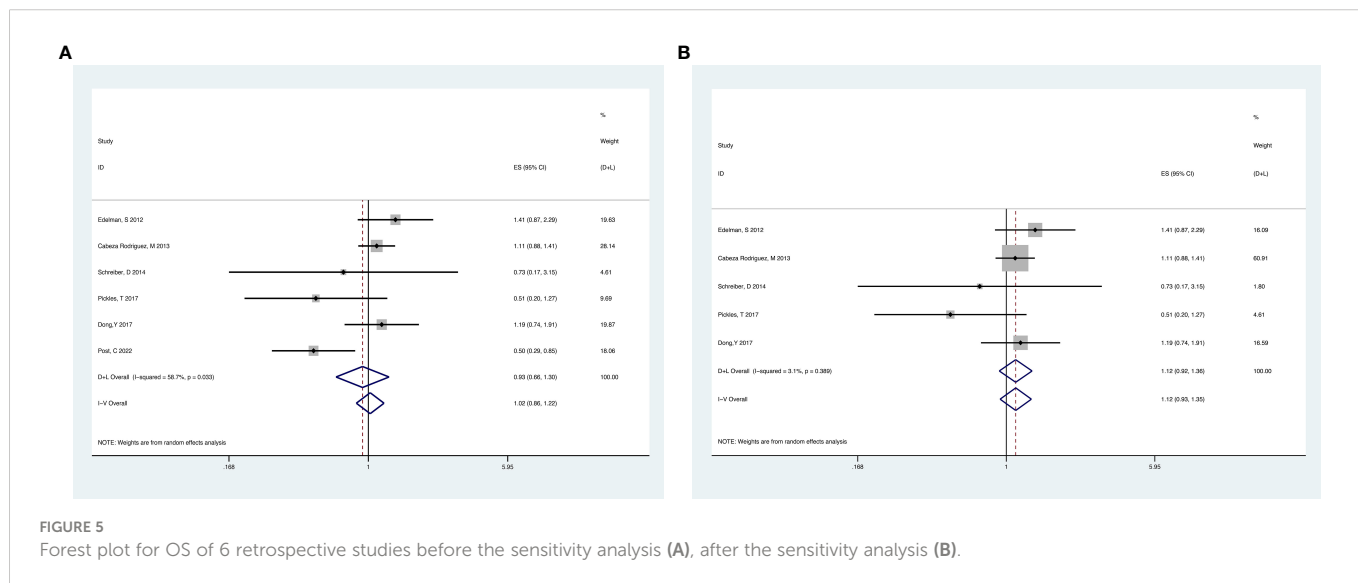 A
%
Study
Weight
ID
ES (95% CI)
(D+L)
Edelman, S 2012 1.41 (0.87, 2.29) 19.63
Cabeza Rodriguez, M 2013 1.11 (0.88, 1.41) 28.14
Schreiber, D 2014 0.73 (0.17, 3.15) 4.61
Pickles, T 2017 0.51 (0.20, 1.27) 9.69
Dong,Y 2017 1.19 (0.74, 1.91) 19.87
Post, C 2022 0.50 (0.29, 0.85) 18.06
D+L Overall (I-squared = 58.7%, p = 0.033) 0.93 (0.66, 1.30) 100.00
I-V Overall 1.02 (0.86, 1.22)
NOTE: Weights are from random effects analysis
.168 1 5.95
B
%
Study
Weight
ID
ES (95% CI)
(D+L)
Edelman, S 2012 1.41 (0.87, 2.29) 16.09
Cabeza Rodriguez, M 2013 1.11 (0.88, 1.41) 60.91
Schreiber, D 2014 0.73 (0.17, 3.15) 1.80
Pickles, T 2017 0.51 (0.20, 1.27) 4.61
Dong,Y 2017 1.19 (0.74, 1.91) 16.59
D+L Overall (I-squared = 3.1%, p = 0.389) 1.12 (0.92, 1.36) 100.00
I-V Overall 1.12 (0.93, 1.35)
NOTE: Weights are from random effects analysis
.168 1 5.95
FIGURE 5
Forest plot for OS of 6 retrospective studies before the sensitivity analysis (A), after the sensitivity analysis (B).